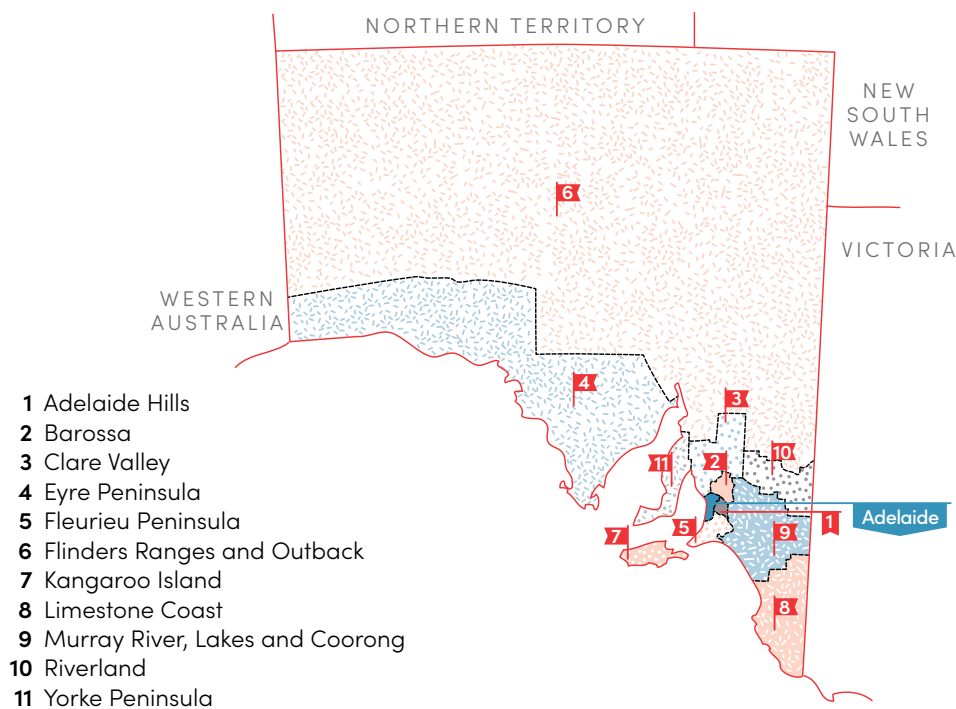 NORTHERN TERRITORY
NEW
SOUTH
WALES
6
VICTORIA
WESTERN
AUSTRALIA
4
3
10
2
11
1
Adelaide
5
7
9
8
1 Adelaide Hills
2 Barossa
3 Clare Valley
4 Eyre Peninsula
5 Fleurieu Peninsula
6 Flinders Ranges and Outback
7 Kangaroo Island
8 Limestone Coast
9 Murray River, Lakes and Coorong
10 Riverland
11 Yorke Peninsula